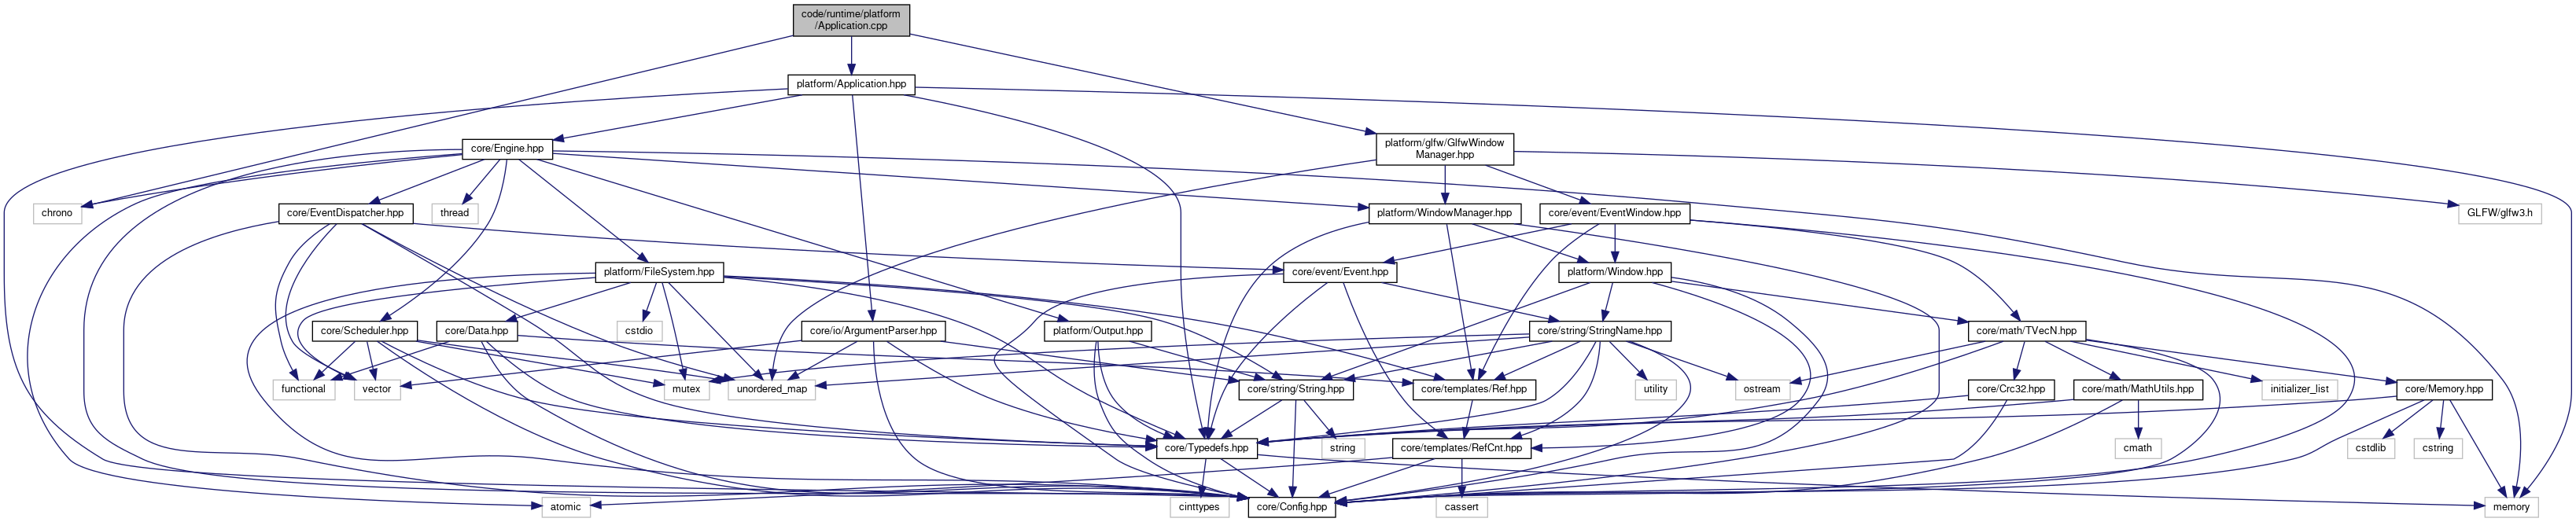 code/runtime/platform
/Application.cpp
platform/Application.hpp
core/Engine.hpp
platform/glfw/GlfwWindow
Manager.hpp
chrono
core/EventDispatcher.hpp
thread
platform/WindowManager.hpp
core/event/EventWindow.hpp
GLFW/glfw3.h
platform/FileSystem.hpp
core/event/Event.hpp
platform/Window.hpp
core/Scheduler.hpp
core/Data.hpp
cstdio
core/io/ArgumentParser.hpp
platform/Output.hpp
core/string/StringName.hpp
core/math/TVecN.hpp
functional
vector
mutex
unordered_map
core/string/String.hpp
core/templates/Ref.hpp
utility
ostream
core/Crc32.hpp
core/math/MathUtils.hpp
initializer_list
core/Memory.hpp
core/Typedefs.hpp
string
core/templates/RefCnt.hpp
cmath
cstdlib
cstring
atomic
cinttypes
core/Config.hpp
cassert
memory